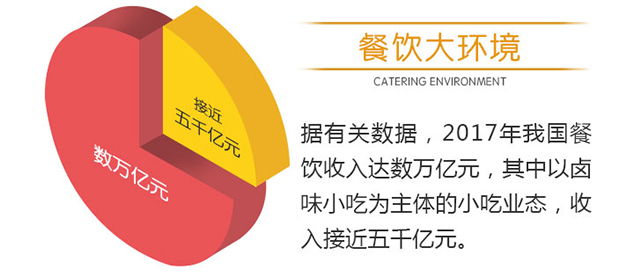 接近
五千亿元
数万亿元
餐饮大环境
CATERING ENVIRONMENT
据有关数据，2017年我国餐
饮收入达数万亿元，其中以卤
味小吃为主体的小吃业态，收
入接近五千亿元。